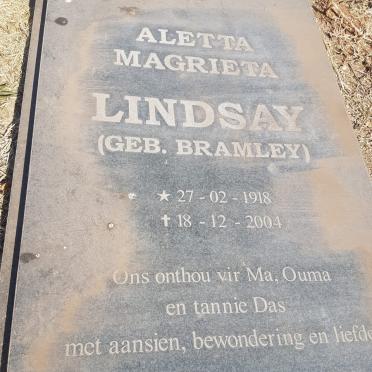 ALETTA
MAGRIETA
LINDSAY
(GEB. BRAMLEY)
★ 27 - 02 - 1918
✝ 18 - 12 - 2004
Ons onthou vir Ma, Ouma
en tannie Das
met aansien, bewondering en liefde